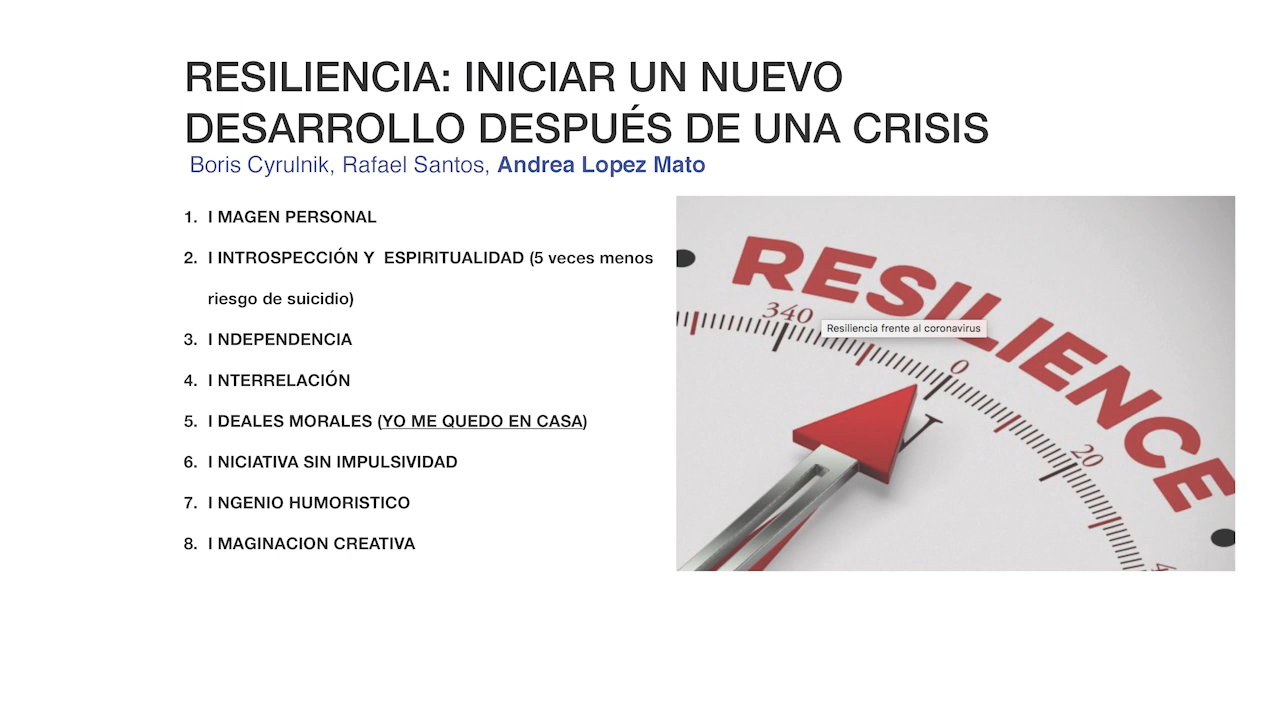 RESILIENCIA: INICIAR UN NUEVO
DESARROLLO DESPUÉS DE UNA CRISIS
Boris Cyrulnik, Rafael Santos, Andrea Lopez Mato
1. I MAGEN PERSONAL
2. I INTROSPECCIÓN Y ESPIRITUALIDAD (5 veces menos
riesgo de suicidio)
3. I NDEPENDENCIA
4. I NTERRELACIÓN
5. I DEALES MORALES (YO ME QUEDO EN CASA)
6. I NICIATIVA SIN IMPULSIVIDAD
7. I NGENIO HUMORISTICO
8. I MAGINACION CREATIVA
RESILIENCE
340
Resiliencia frente al coronavirus
0
20